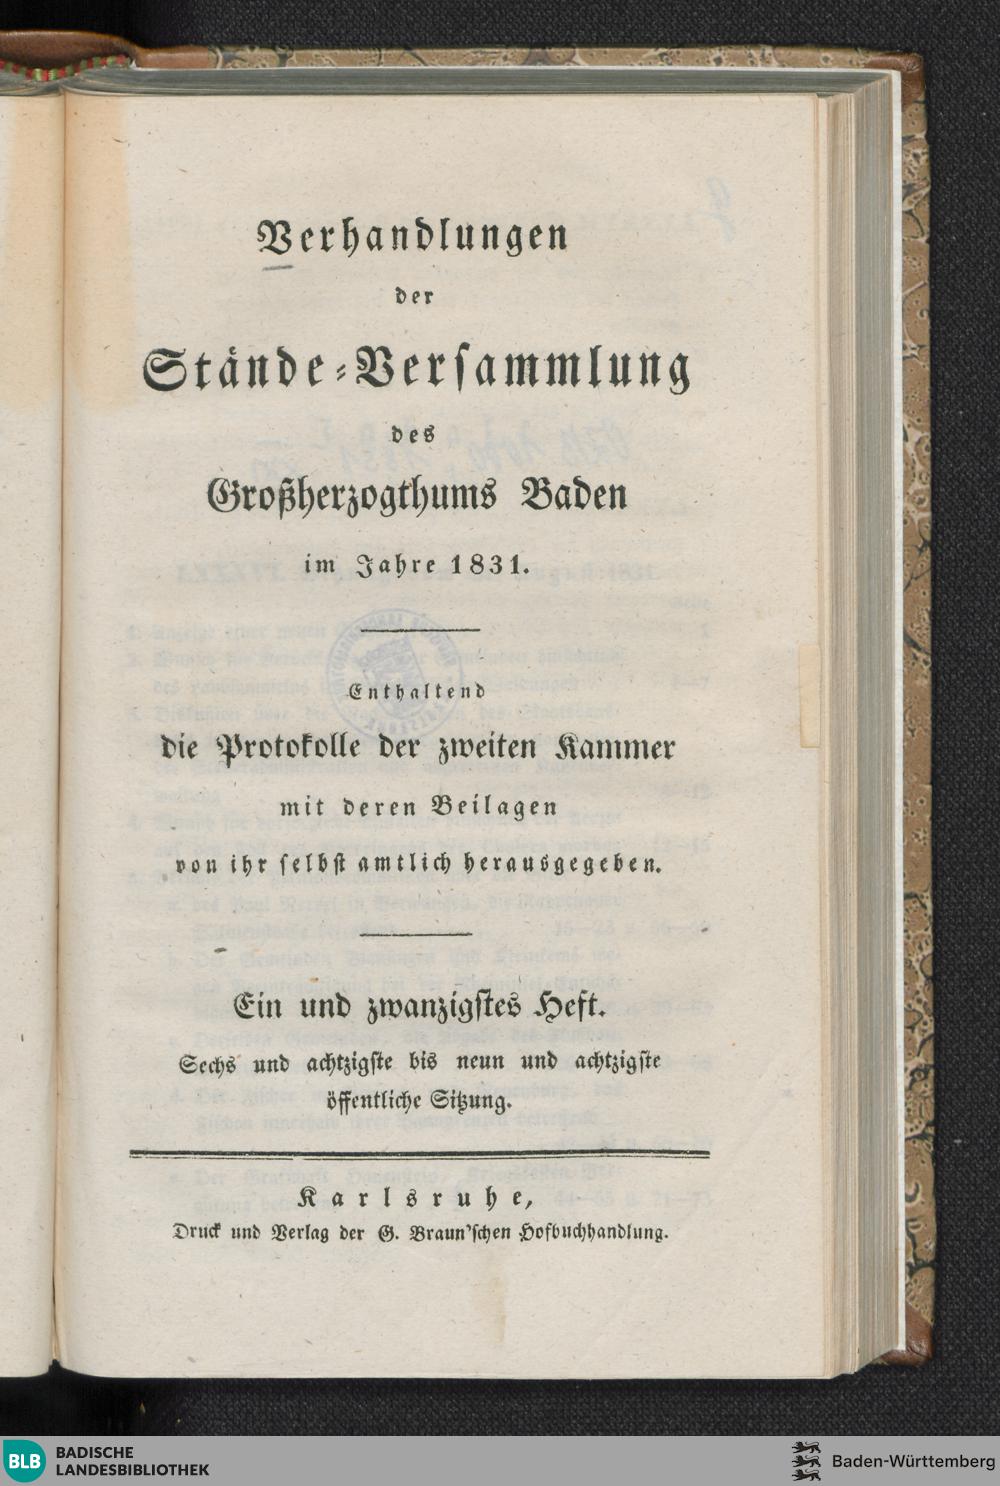 Verhandlungen
der
Stände-Versammlung
des
Großherzogthums Baden
im Jahre 1831.
Enthaltend
die Protokolle der zweiten Kammer
mit deren Beilagen
von ihr selbst amtlich herausgegeben.
Ein und zwanzigstes Heft.
Sechs und achtzigste bis neun und achtzigste
öffentliche Sitzung.
Karlsruhe,
Druck und Verlag der G. Braun'schen Hofbuchhandlung.
BLB
BADISCHE
LANDESBIBLIOTHEK
Baden-Württemberg